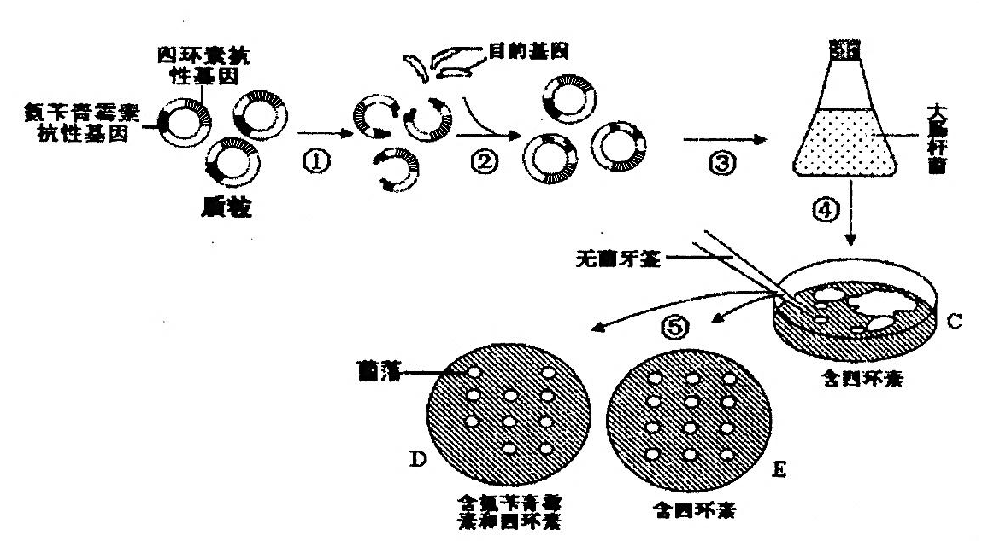 四环素抗
性基因
目的基因
氨苄青霉素
抗性基因
①
②
③
大肠杆菌
质粒
④
无菌牙签
⑤
C
菌落
含四环素
D
E
含氨苄青霉
素和四环素
含四环素